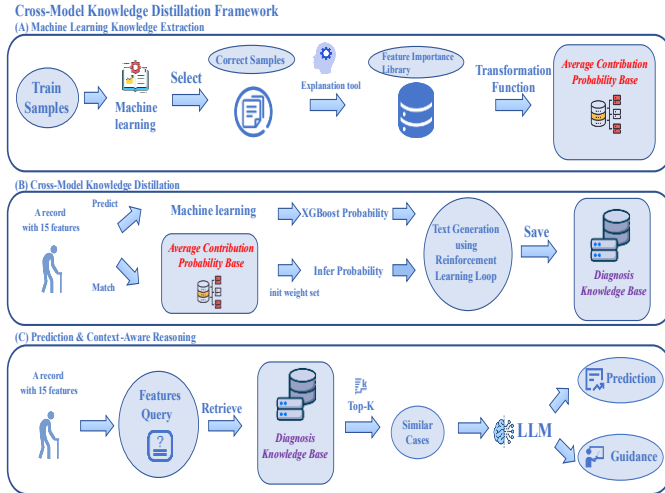 Cross-Model Knowledge Distillation Framework
(A) Machine Learning Knowledge Extraction
Train
Samples
Machine
learning
Select
Correct Samples
Explanation tool
Feature Importance
Library
Transformation
Function
Average Contribution
Probability Base
(B) Cross-Model Knowledge Distillation
A record
with 15 features
Predict
Match
Machine learning
Average Contribution
Probability Base
XGBoost Probability
Infer Probability
init weight set
Text Generation
using
Reinforcement
Learning Loop
Save
Diagnosis
Knowledge Base
(C) Prediction & Context-Aware Reasoning
A record
with 15 features
Features
Query
Retrieve
Diagnosis
Knowledge Base
Top-K
Similar
Cases
LLM
Prediction
Guidance